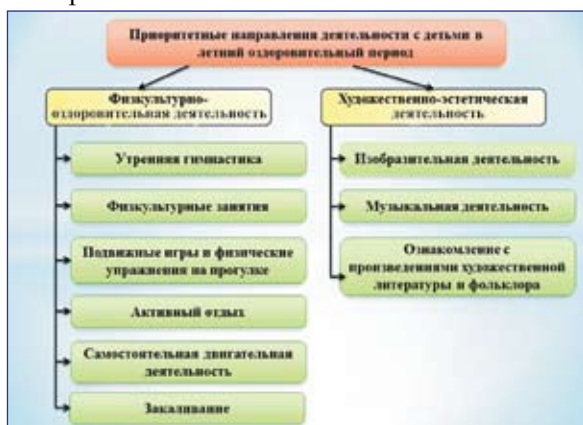 Приоритетные направления деятельности с детьми в
летний оздоровительный период
Физкультурно-
оздоровительная деятельность
Утренняя гимнастика
Физкультурные занятия
Подвижные игры и физические
упражнения на прогулке
Активный отдых
Самостоятельная двигательная
деятельность
Закаливание
Художественно-эстетическая
деятельность
Изобразительная деятельность
Музыкальная деятельность
Ознакомление с
произведениями художественной
литературы и фольклора